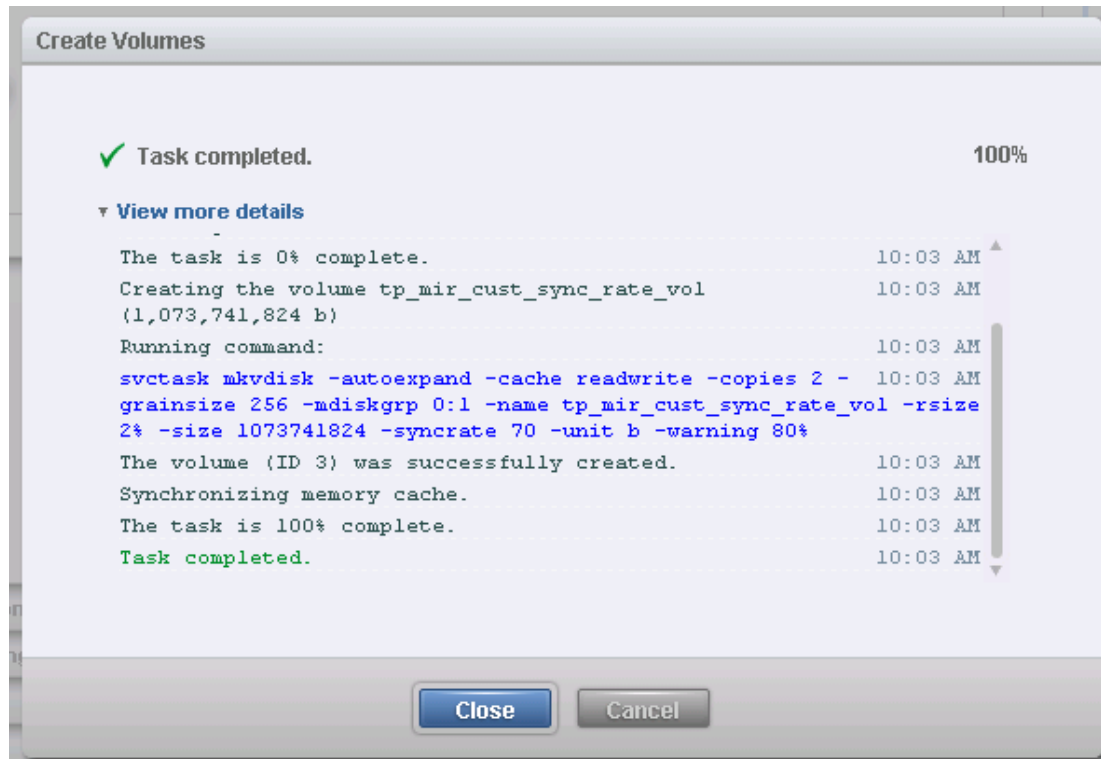 Create Volumes
Task completed. 100%
View more details
The task is 0% complete. 10:03 AM
Creating the volume tp_mir_cust_sync_rate_vol 10:03 AM
(1,073,741,824 b)
Running command: 10:03 AM
svctask mkvdisk -autoexpand -cache readwrite -copies 2 - 10:03 AM
grainsize 256 -mdiskgrp 0:1 -name tp_mir_cust_sync_rate_vol -rsize
2% -size 1073741824 -syncrate 70 -unit b -warning 80%
The volume (ID 3) was successfully created. 10:03 AM
Synchronizing memory cache. 10:03 AM
The task is 100% complete. 10:03 AM
Task completed. 10:03 AM
Close Cancel